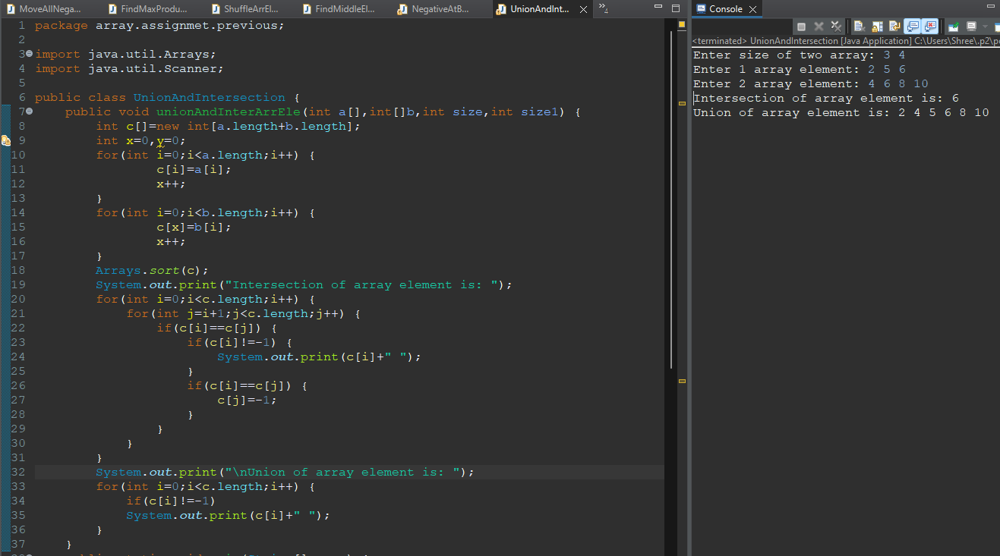 MoveAllNega... FindMaxProdu... ShuffleArrEl... FindMiddleEl... NegativeAtB... UnionAndInt... »4
1 package array.assignmet.previous;
2
3 import java.util.Arrays;
4 import java.util.Scanner;
5
6 public class UnionAndIntersection {
7 public void unionAndInterArrEle(int a[],int[]b,int size,int size1) {
8 int c[]=new int[a.length+b.length];
9 int x=0,y=0;
10 for(int i=0;i<a.length;i++) {
11 c[i]=a[i];
12 x++;
13 }
14 for(int i=0;i<b.length;i++) {
15 c[x]=b[i];
16 x++;
17 }
18 Arrays.sort(c);
19 System.out.print("Intersection of array element is: ");
20 for(int i=0;i<c.length;i++) {
21 for(int j=i+1;j<c.length;j++) {
22 if(c[i]==c[j]) {
23 if(c[i]!=-1) {
24 System.out.print(c[i]+" ");
25 }
26 if(c[i]==c[j]) {
27 c[j]=-1;
28 }
29 }
30 }
31 }
32 System.out.print("\nUnion of array element is: ");
33 for(int i=0;i<c.length;i++) {
34 if(c[i]!=-1)
35 System.out.print(c[i]+" ");
36 }
37 }
Console
<terminated> UnionAndIntersection [Java Application] C:\Users\Shree\.p2\p
Enter size of two array: 3 4
Enter 1 array element: 2 5 6
Enter 2 array element: 4 6 8 10
Intersection of array element is: 6
Union of array element is: 2 4 5 6 8 10